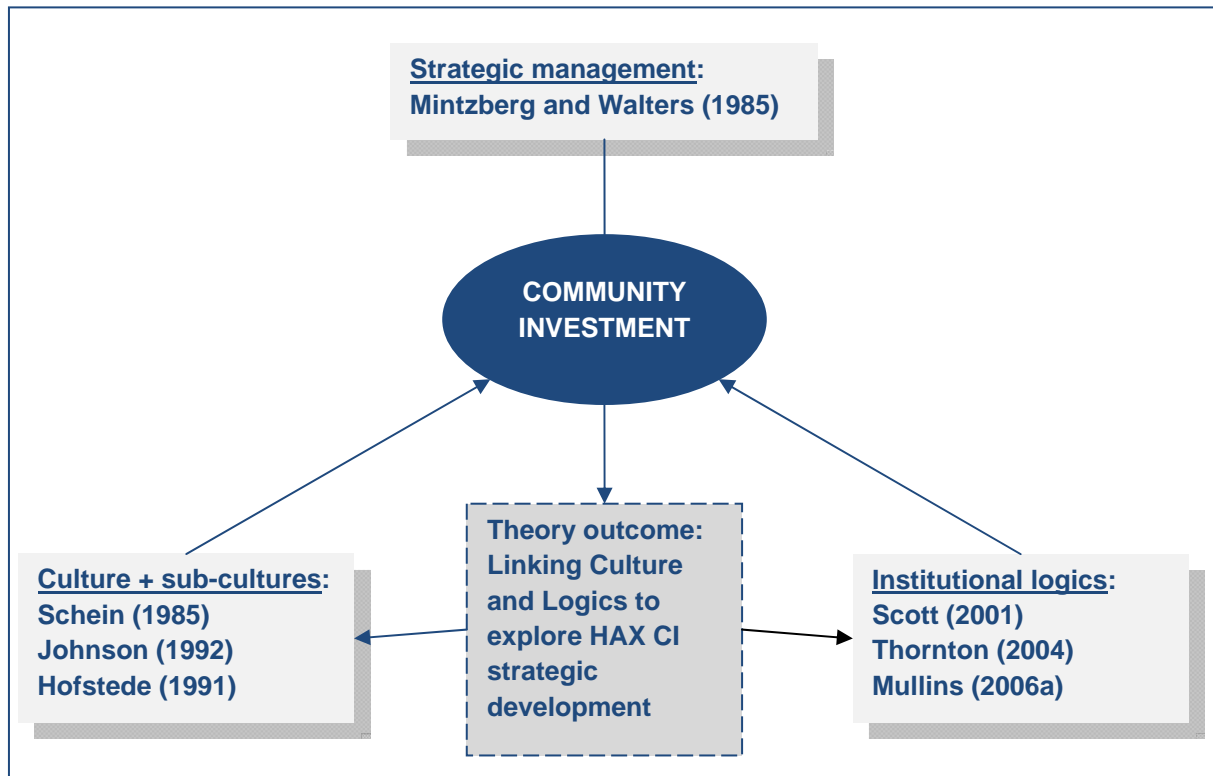 Strategic management:
Mintzberg and Walters (1985)
COMMUNITY
INVESTMENT
Culture + sub-cultures:
Schein (1985)
Johnson (1992)
Hofstede (1991)
Theory outcome:
Linking Culture
and Logics to
explore HAX CI
strategic
development
Institutional logics:
Scott (2001)
Thornton (2004)
Mullins (2006a)